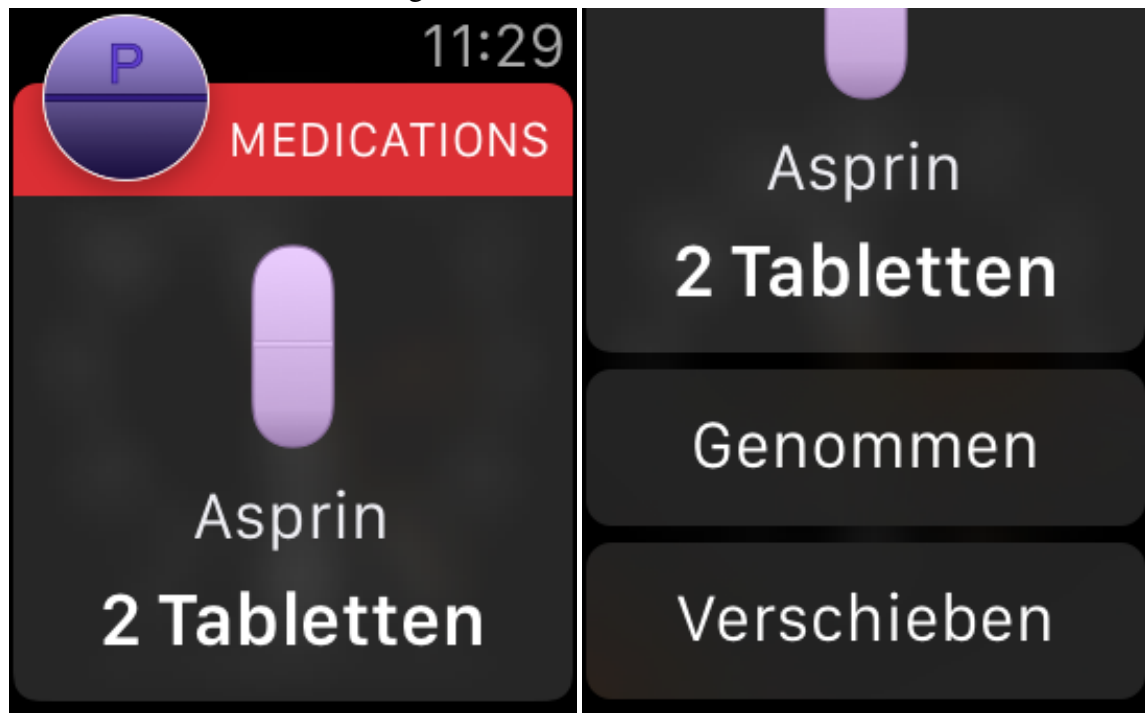 P
11:29
MEDICATIONS
Asprin
2 Tabletten
Asprin
2 Tabletten
Genommen
Verschieben